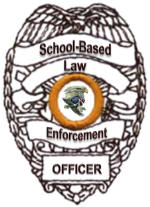 School-Based
Law
Enforcement
OFFICER